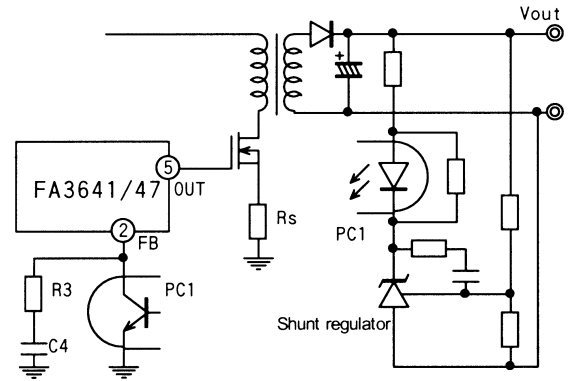 Vout
+
5
FA3641/47 OUT
Rs
2
FB
PC1
R3
PC1
C4
Shunt regulator